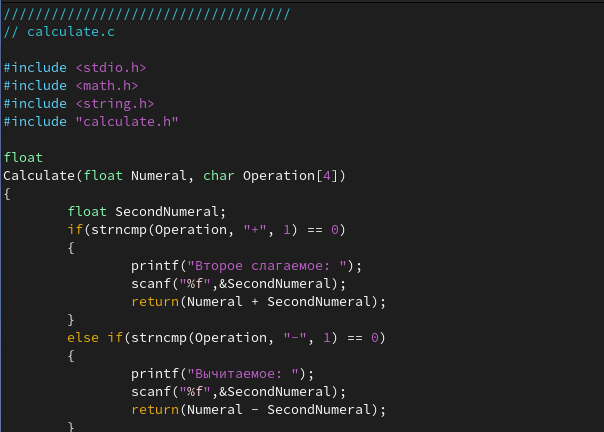 ////////////////////////////////////
// calculate.c
#include <stdio.h>
#include <math.h>
#include <string.h>
#include "calculate.h"
float
Calculate(float Numeral, char Operation[4])
{
float SecondNumeral;
if(strncmp(Operation, "+", 1) == 0)
{
printf("Второе слагаемое: ");
scanf("%f",&SecondNumeral);
return(Numeral + SecondNumeral);
}
else if(strncmp(Operation, "-", 1) == 0)
{
printf("Вычитаемое: ");
scanf("%f",&SecondNumeral);
return(Numeral - SecondNumeral);
}